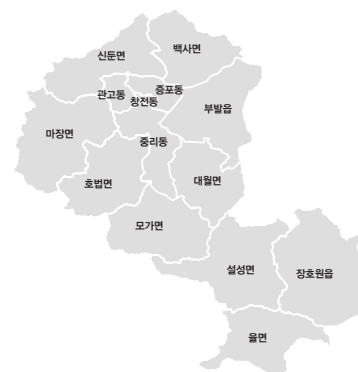 백사면
신둔면
증포동
관고동
창전동
부발읍
마장면
중리동
호법면
대월면
모가면
설성면
장호원읍
율면